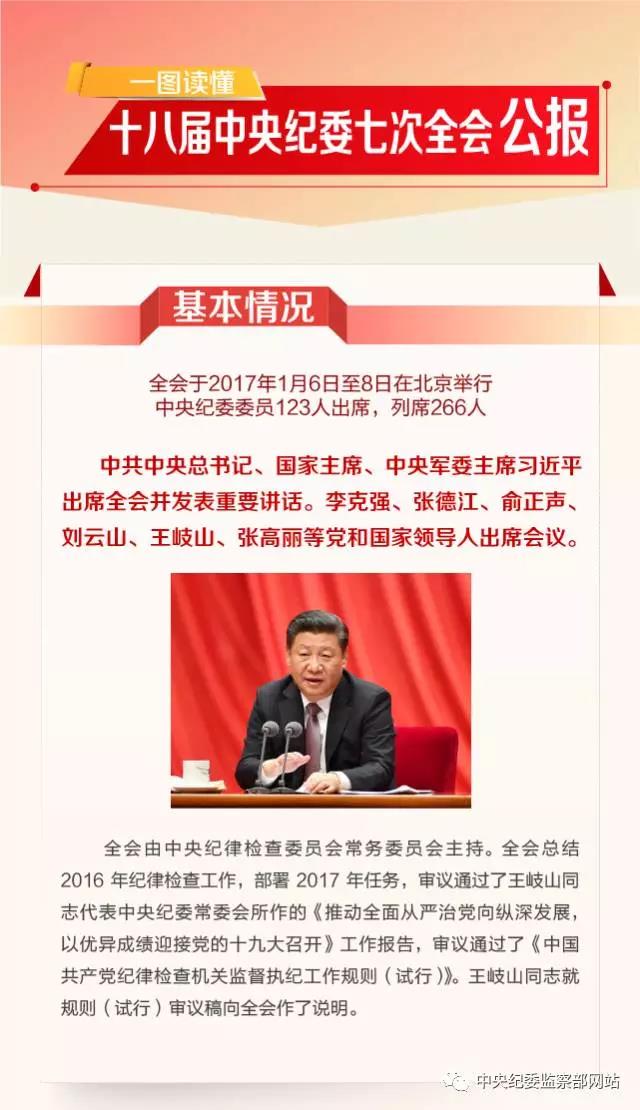 一图读懂
十八届中央纪委七次全会公报
基本情况
全会于2017年1月6日至8日在北京举行
中央纪委委员123人出席，列席266人
中共中央总书记、国家主席、中央军委主席习近平
出席全会并发表重要讲话。李克强、张德江、俞正声、
刘云山、王岐山、张高丽等党和国家领导人出席会议。
全会由中央纪律检查委员会常务委员会主持。全会总结
2016 年纪律检查工作，部署 2017 年任务，审议通过了王岐山同
志代表中央纪委常委会所作的《推动全面从严治党向纵深发展，
以优异成绩迎接党的十九大召开》工作报告，审议通过了《中国
共产党纪律检查机关监督执纪工作规则（试行）》。王岐山同志就
规则（试行）审议稿向全会作了说明。
中央纪委监察部网站